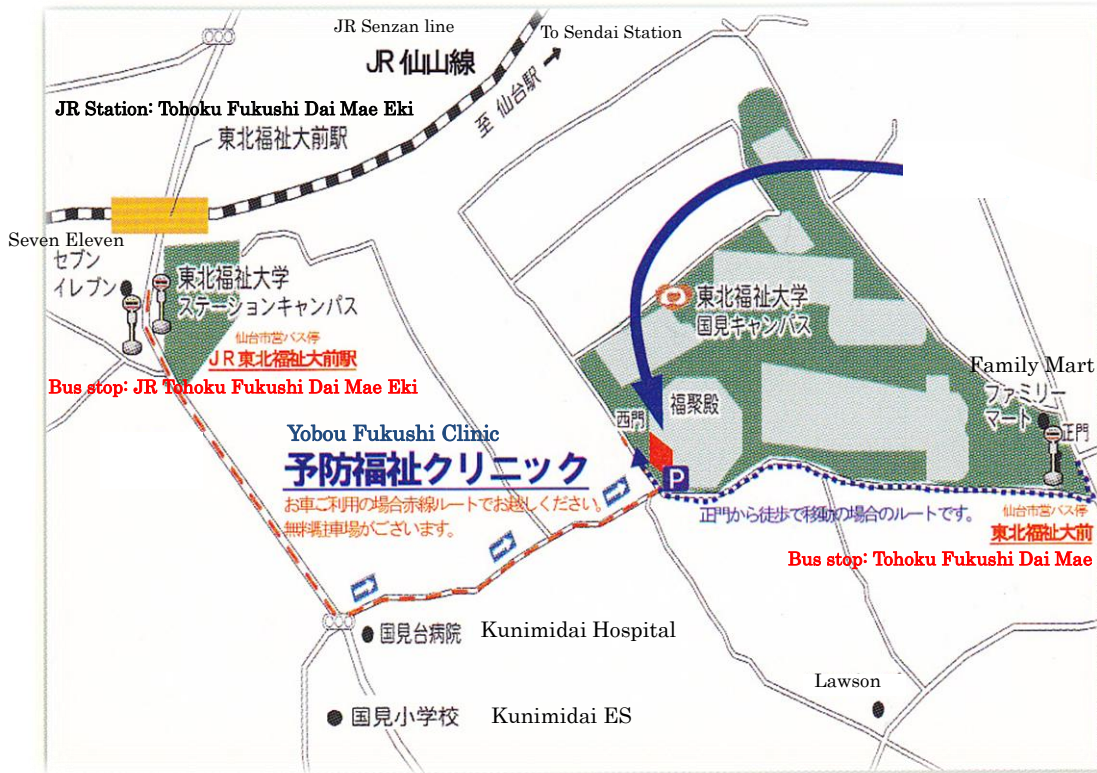 JR Senzan line
To Sendai Station
JR 仙山線
至 仙台駅
JR Station: Tohoku Fukushi Dai Mae Eki
東北福祉大前駅
Seven Eleven
セブン
イレブン
東北福祉大学
ステーションキャンパス
仙台市営バス停
JR東北福祉大前駅
Bus stop: JR Tohoku Fukushi Dai Mae Eki
東北福祉大学
国見キャンパス
Family Mart
ファミリー
マート
正門
福聚殿
西門
Yobou Fukushi Clinic
予防福祉クリニック
お車ご利用の場合赤線ルートでお越しください。
無料駐車場がございます。
P
正門から徒歩で移動の場合のルートです。
仙台市営バス停
東北福祉大前
Bus stop: Tohoku Fukushi Dai Mae
国見台病院
Kunimidai Hospital
Lawson
国見小学校
Kunimidai ES